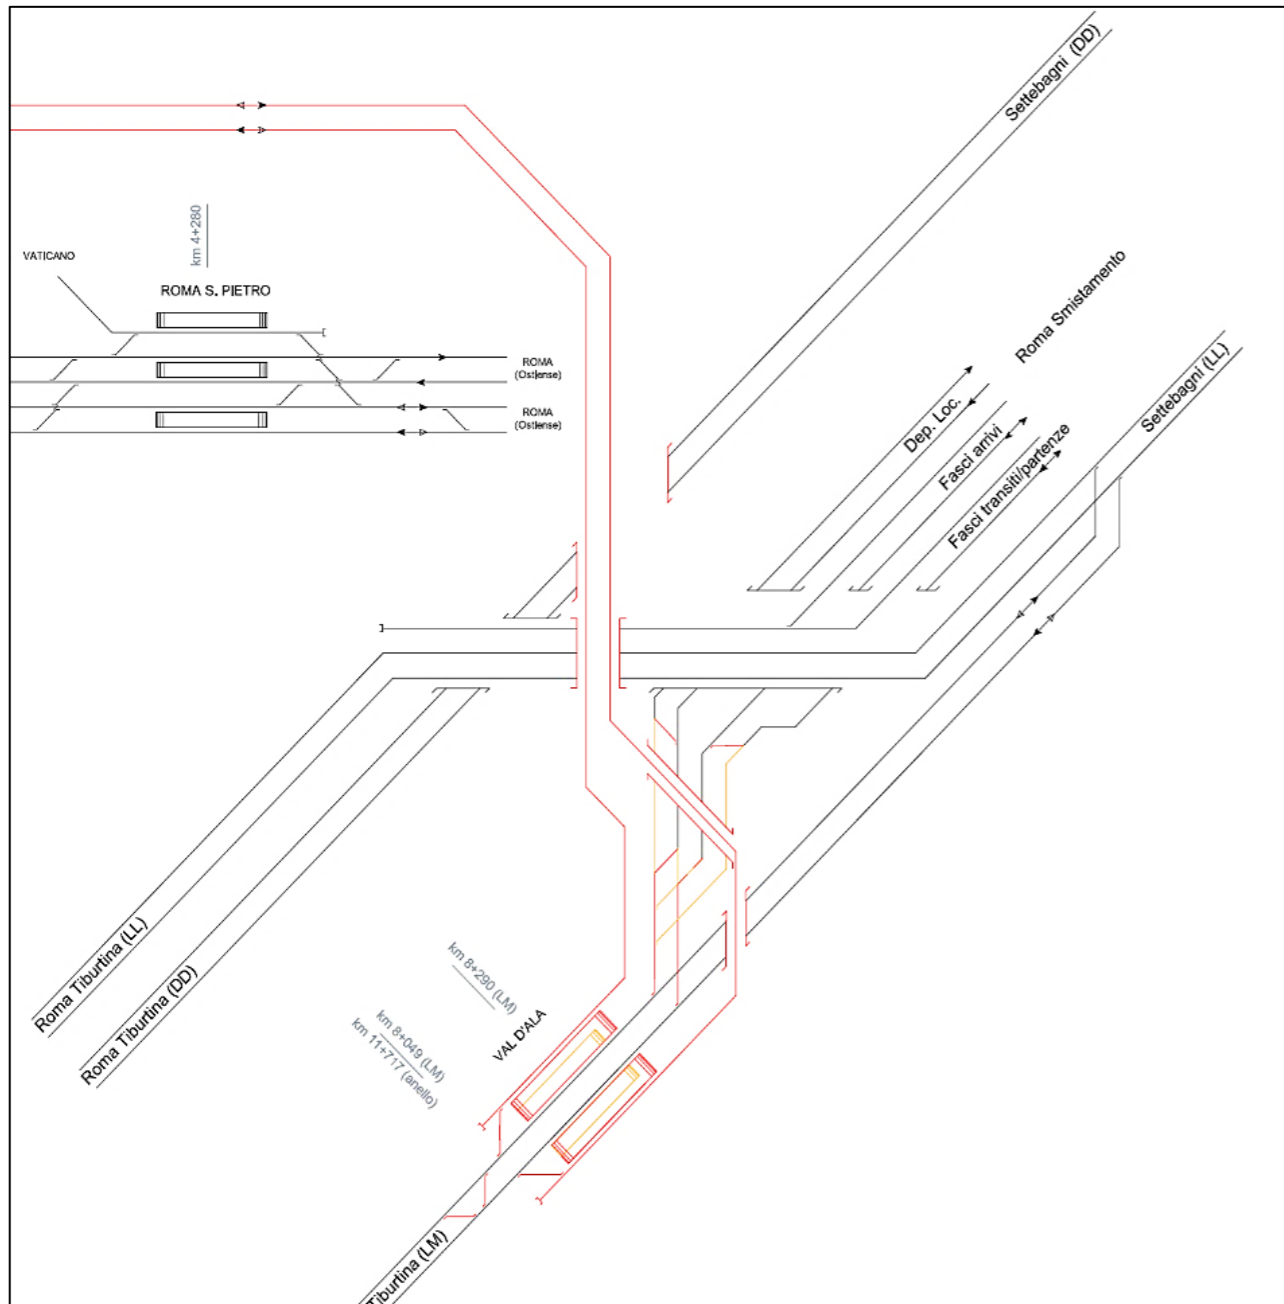 Settebagni (DD)
km 4+280
VATICANO
ROMA S. PIETRO
Roma Smistamento
ROMA
(Ostiense)
ROMA
(Ostiense)
Settebagni (LL)
Dep. Loc.
Fasci arrivi
Fasci transiti/partenze
Roma Tiburtina (LL)
Roma Tiburtina (DD)
km 8+290 (LM)
VAL D'ALA
km 8+049 (LM)
km 11+717 (anello)
Tiburtina (LM)